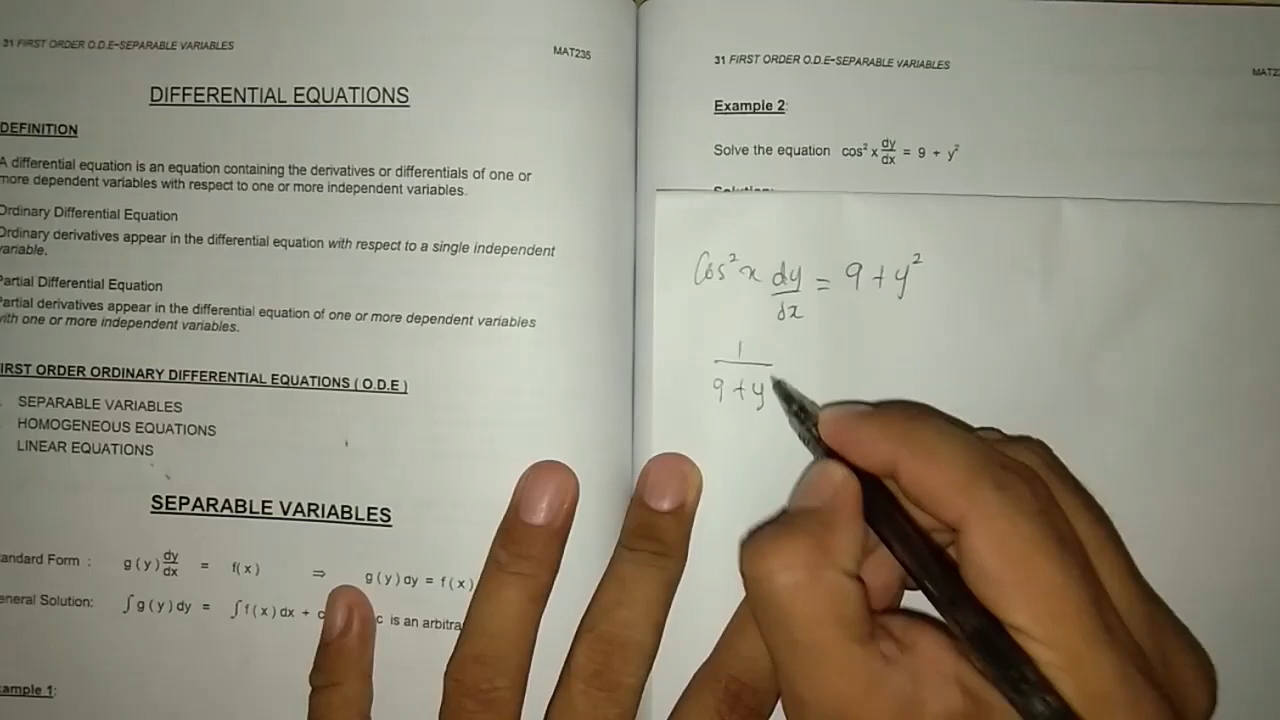 31 FIRST ORDER O.D.E-SEPARABLE VARIABLES
MAT235
DIFFERENTIAL EQUATIONS
DEFINITION
A differential equation is an equation containing the derivatives or differentials of one or
more dependent variables with respect to one or more independent variables.
Ordinary Differential Equation
Ordinary derivatives appear in the differential equation with respect to a single independent
variable.
Partial Differential Equation
Partial derivatives appear in the differential equation of one or more dependent variables
with one or more independent variables.
IRST ORDER ORDINARY DIFFERENTIAL EQUATIONS ( O.D.E )
SEPARABLE VARIABLES
HOMOGENEOUS EQUATIONS
LINEAR EQUATIONS
SEPARABLE VARIABLES
andard Form : g ( y ) dy/dx = f( x ) ⇒ g ( y ) dy = f ( x )
eneral Solution: ∫ g ( y ) dy = ∫ f ( x ) dx + c c is an arbitra
ample 1:
31 FIRST ORDER O.D.E-SEPARABLE VARIABLES
MAT2
Example 2:
Solve the equation cos² x dy/dx = 9 + y²
Solution:
Cos² x dy/dx = 9 + y²
1/9 + y